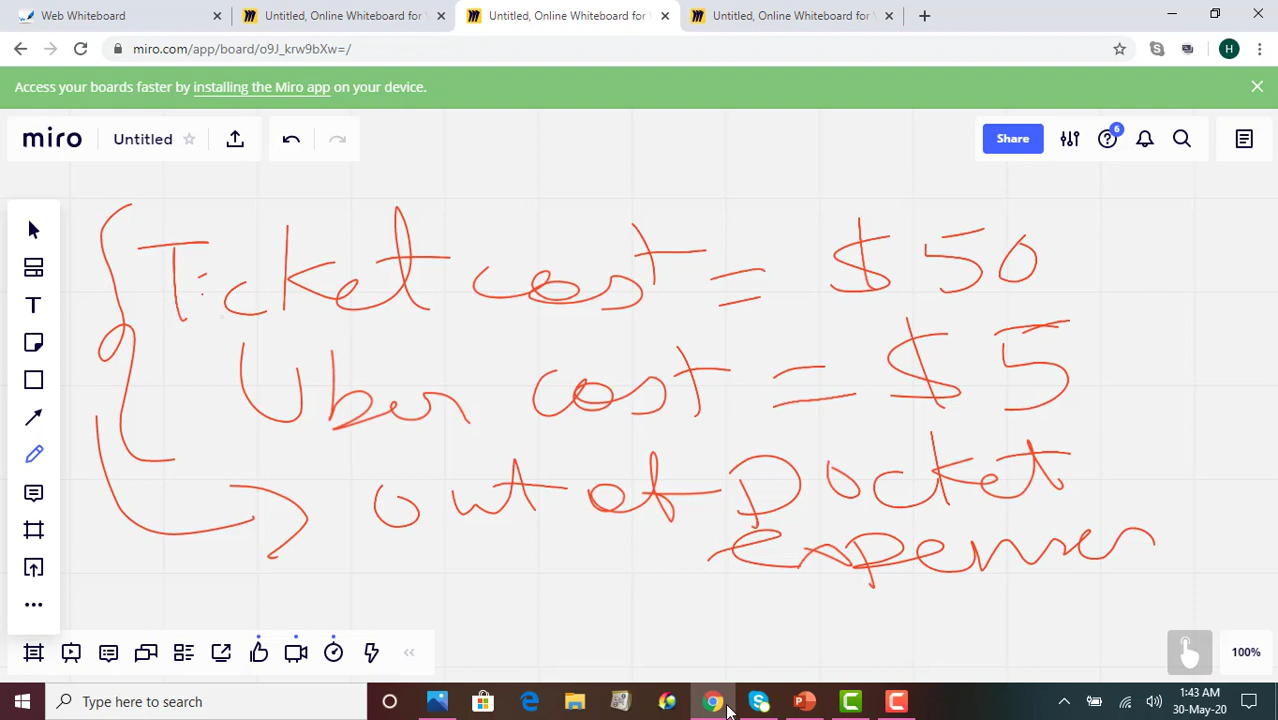 Web Whiteboard
Untitled, Online Whiteboard for
Untitled, Online Whiteboard for
Untitled, Online Whiteboard for
miro.com/app/board/o9J_krw9bXw=/
H
Access your boards faster by installing the Miro app on your device.
miro
Untitled
Share
6
Ticket cost = $ 50
Uber cost = $ 5
out of Pocket
expenses
100%
Type here to search
1:43 AM
30-May-20